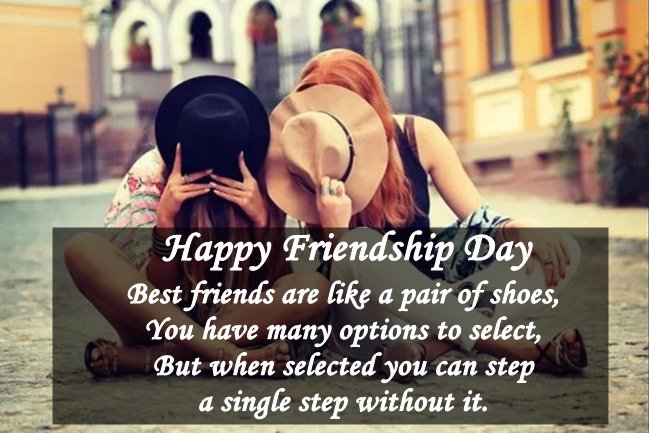 Happy Friendship Day
Best friends are like a pair of shoes,
You have many options to select,
But when selected you can step
a single step without it.